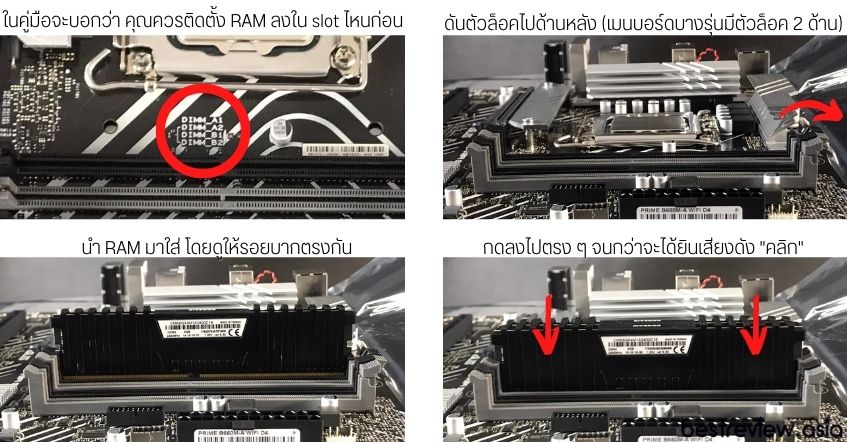 ในคู่มือจะบอกว่า คุณควรติดตั้ง RAM ลงใน slot ไหนก่อน
ดันตัวล็อคไปด้านหลัง (เมนบอร์ดบางรุ่นมีตัวล็อค 2 ด้าน)
DIMM_A1
DIMM_A2
DIMM_B1
DIMM_B2
PRIME B660M-A WIFI D4
นำ RAM มาใส่ โดยดูให้รอยบากตรงกัน
กดลงไปตรง ๆ จนกว่าจะได้ยินเสียงดัง "คลิก"
PRIME B660M-A WIFI D4
PRIME B660M-A WIFI D4
bestreview.asia